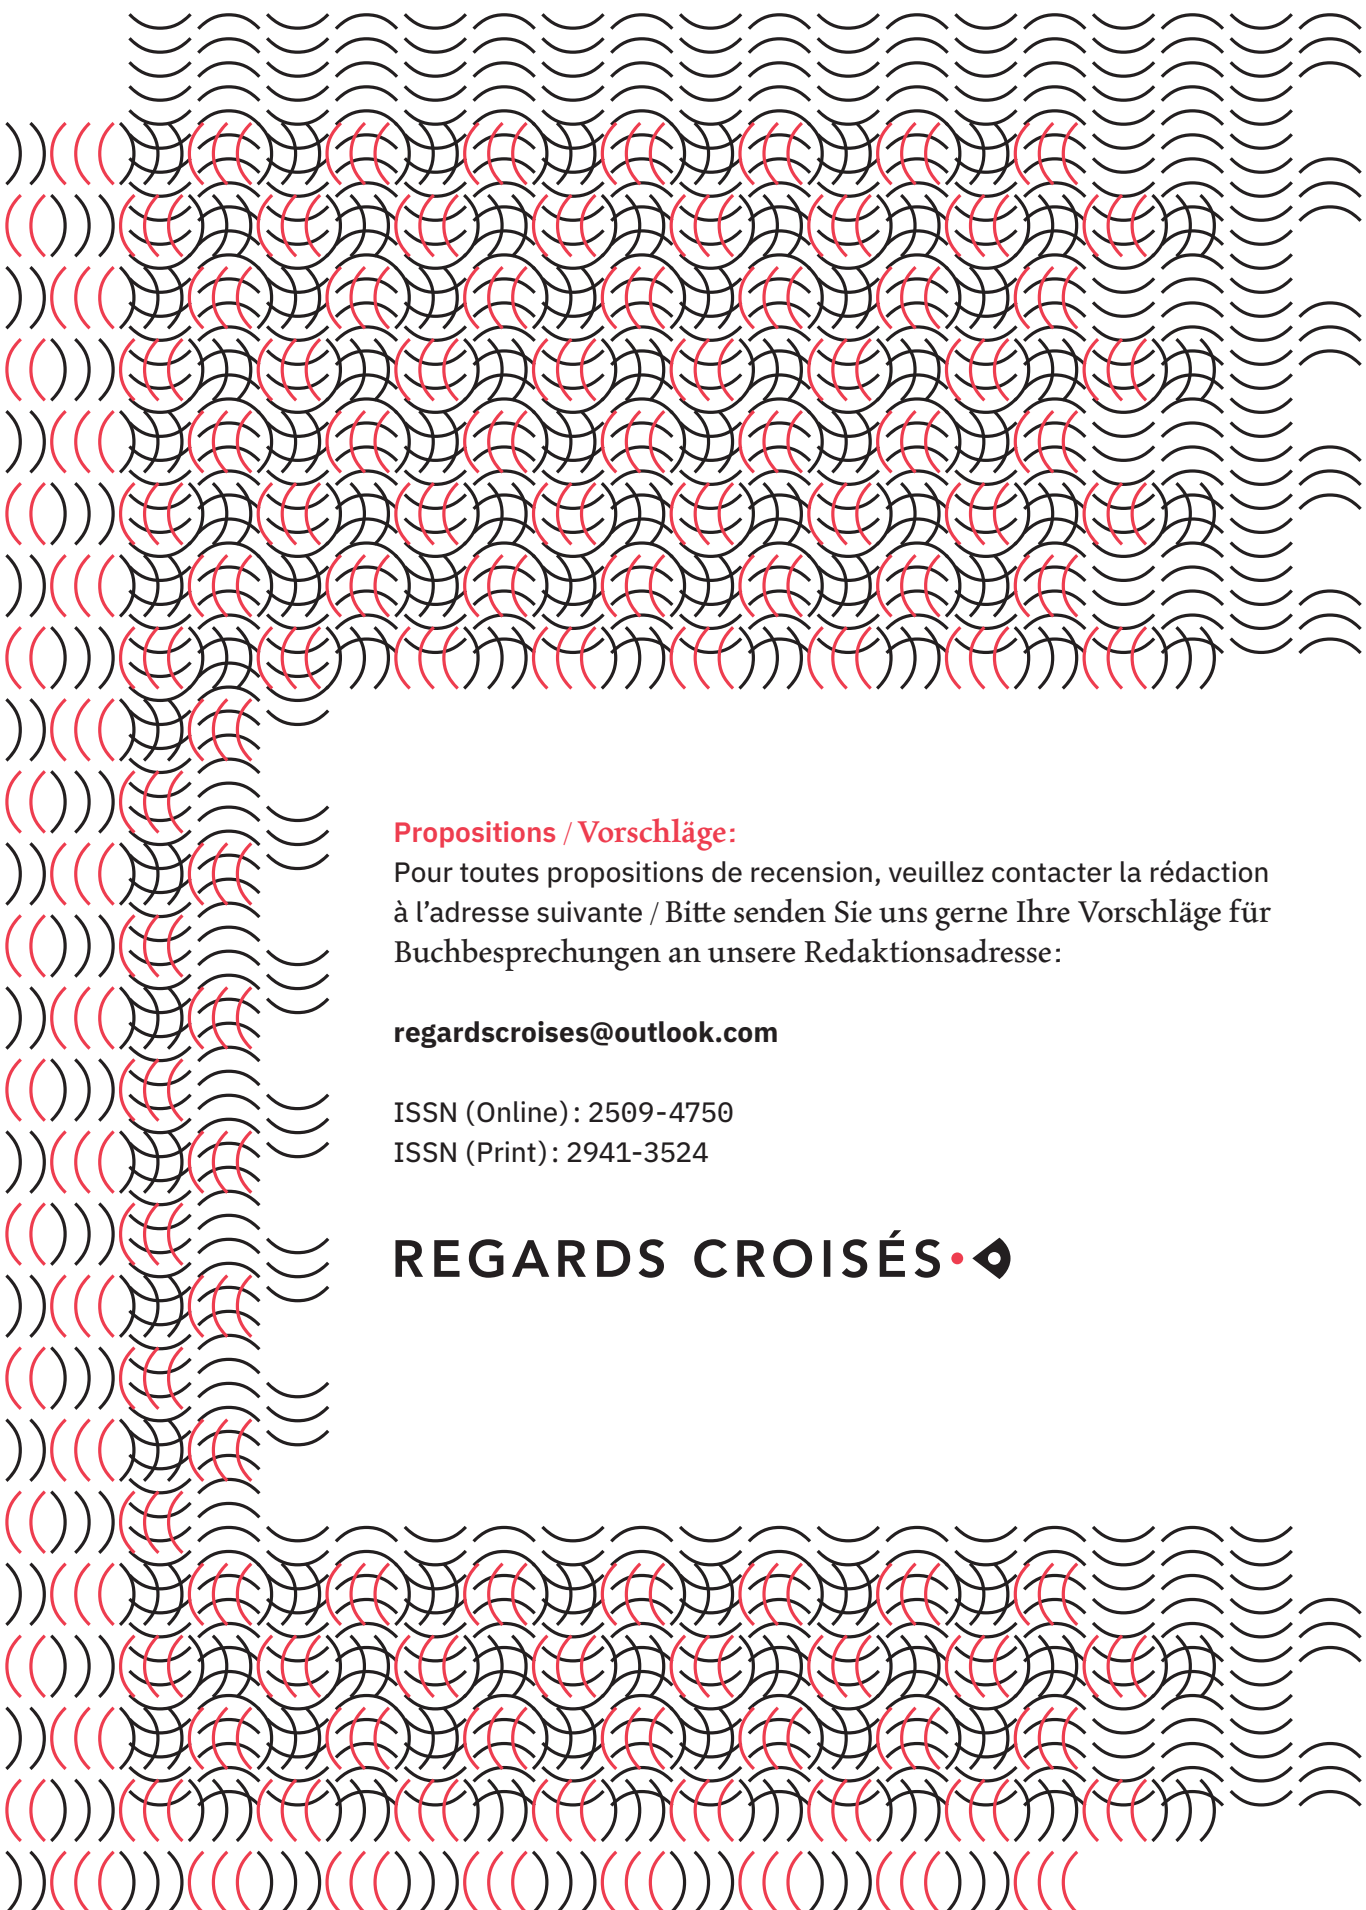 Propositions / Vorschläge:
Pour toutes propositions de recension, veuillez contacter la rédaction
à l’adresse suivante / Bitte senden Sie uns gerne Ihre Vorschläge für
Buchbesprechungen an unsere Redaktionsadresse:
regardscroises@outlook.com
ISSN (Online): 2509-4750
ISSN (Print): 2941-3524
REGARDS CROISÉS